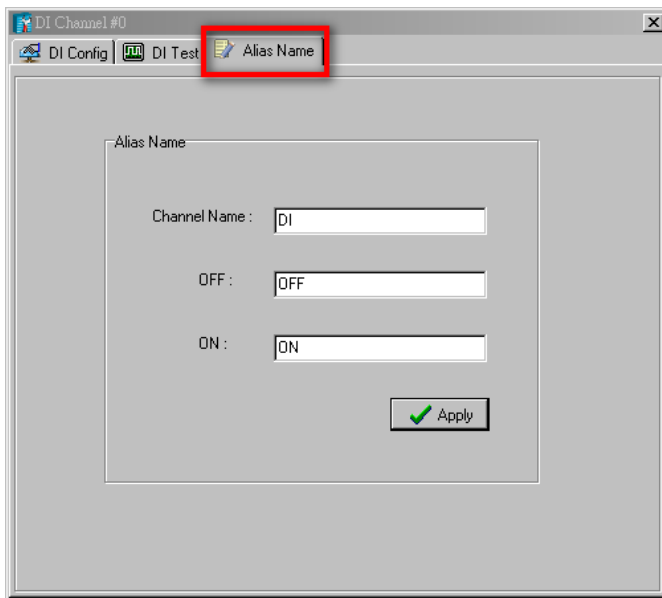 DI Channel #0
DI Config DI Test Alias Name
Alias Name
Channel Name : DI
OFF : OFF
ON : ON
Apply